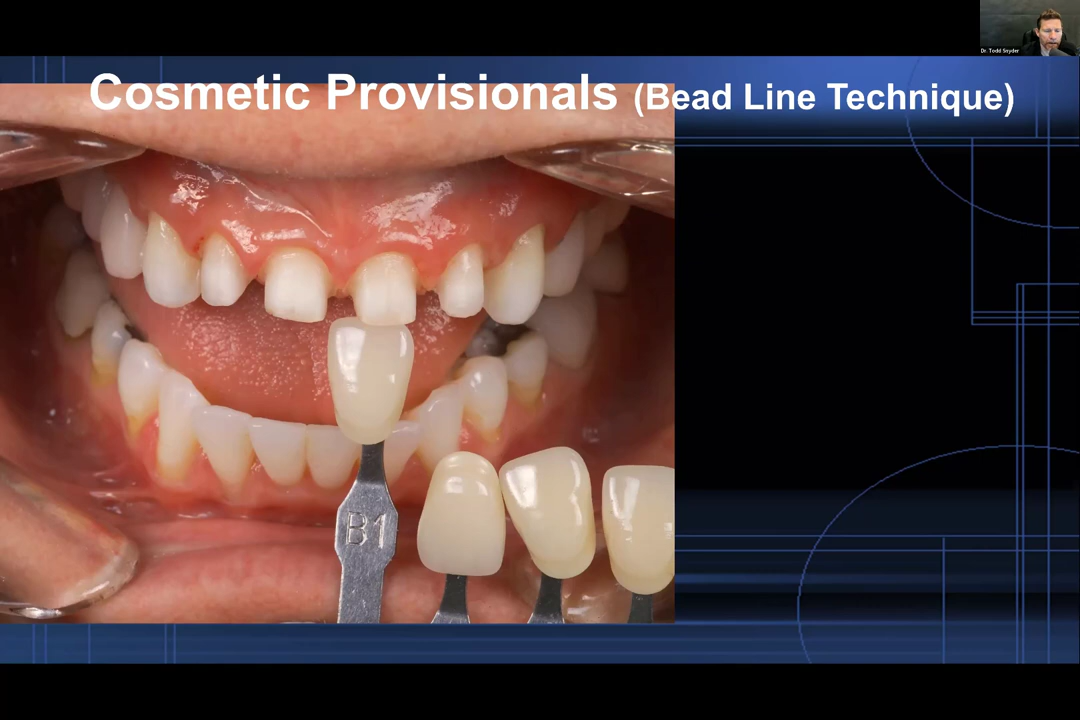 Dr. Todd Snyder
Cosmetic Provisionals (Bead Line Technique)
B1